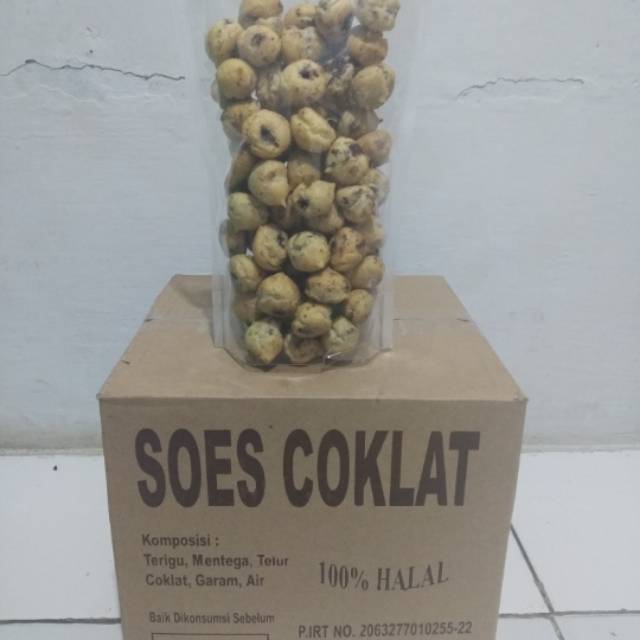 SOES COKLAT
Komposisi :
Terigu, Mentega, Telur
Coklat, Garam, Air
100% HALAL
Baik Dikonsumsi Sebelum
P.IRT NO. 2063277010255-22